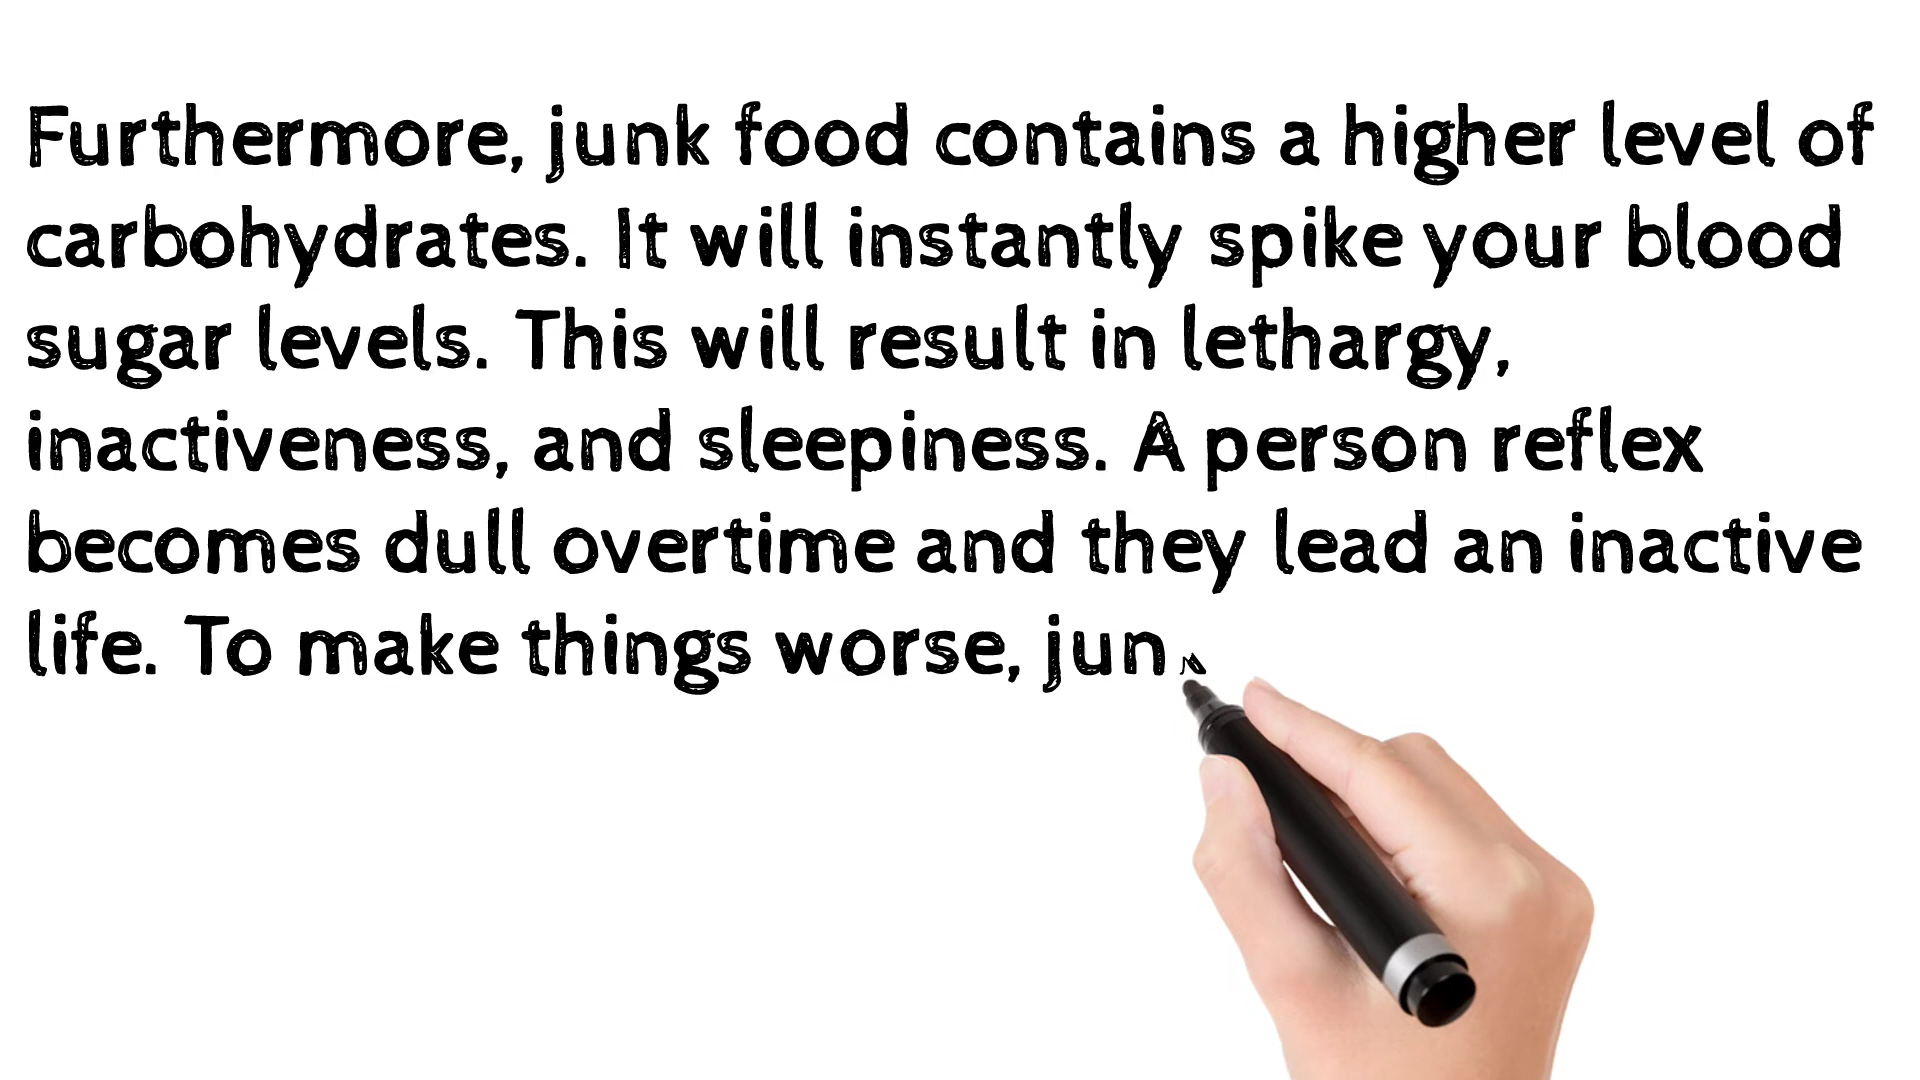 Furthermore, junk food contains a higher level of
carbohydrates. It will instantly spike your blood
sugar levels. This will result in lethargy,
inactiveness, and sleepiness. A person reflex
becomes dull overtime and they lead an inactive
life. To make things worse, jun